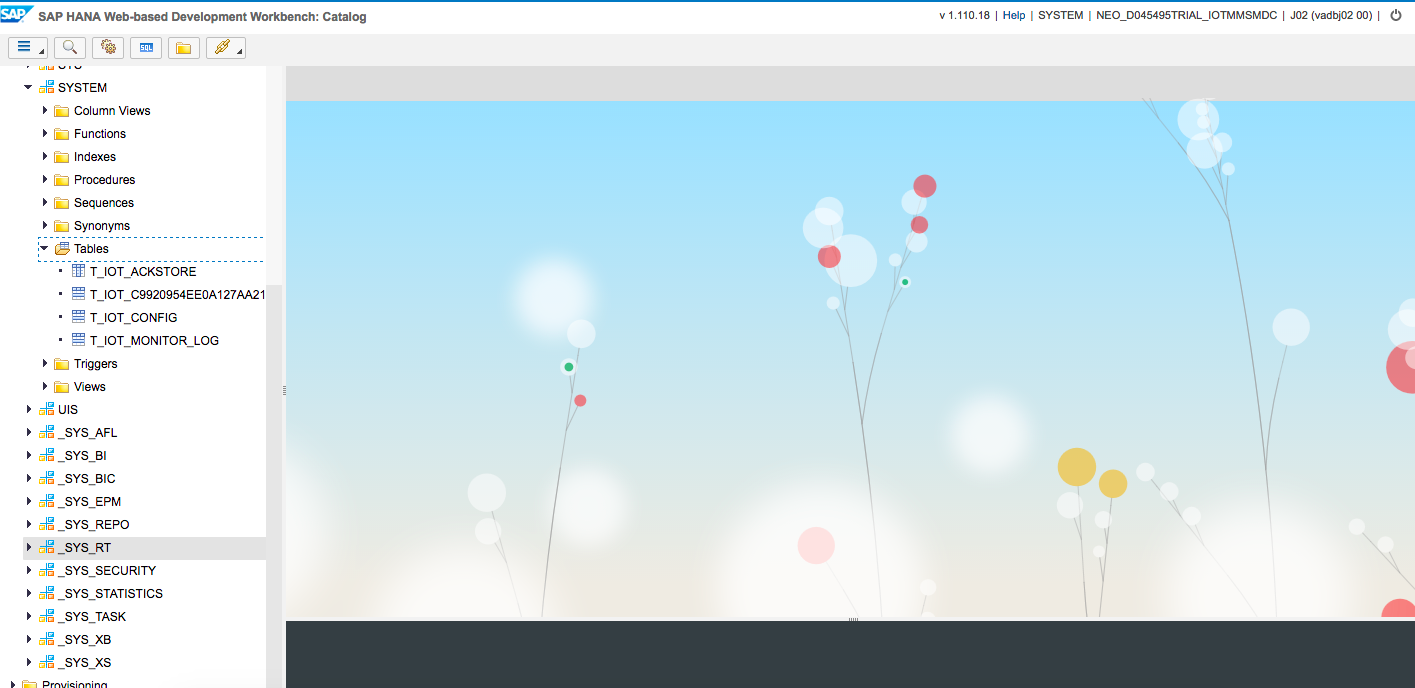 SAP SAP HANA Web-based Development Workbench: Catalog
v 1.110.18 | Help | SYSTEM | NEO_D045495TRIAL_IOTMMSMDC | J02 (vadbj02 00) |
SQL
SYSTEM
Column Views
Functions
Indexes
Procedures
Sequences
Synonyms
Tables
T_IOT_ACKSTORE
T_IOT_C9920954EE0A127AA21
T_IOT_CONFIG
T_IOT_MONITOR_LOG
Triggers
Views
UIS
_SYS_AFL
_SYS_BI
_SYS_BIC
_SYS_EPM
_SYS_REPO
_SYS_RT
_SYS_SECURITY
_SYS_STATISTICS
_SYS_TASK
_SYS_XB
_SYS_XS
Provisioning